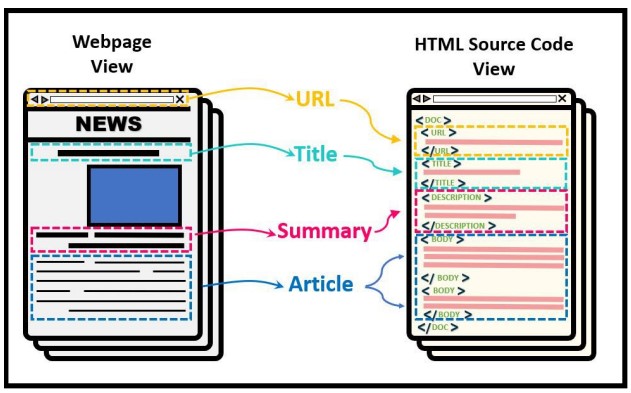 Webpage
View
HTML Source Code
View
NEWS
URL
Title
Summary
Article
< DOC >
< URL >
</URL >
< TITLE >
</TITLE >
< DESCRIPTION >
</DESCRIPTION >
< BODY >
</ BODY >
< BODY >
</ BODY >
</ DOC >